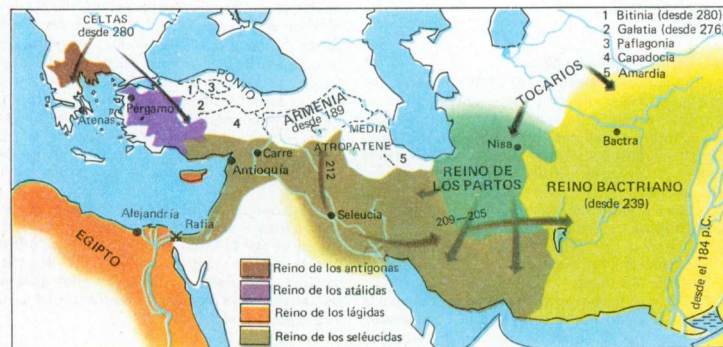 CELTAS
desde 280
1 Bitinia (desde 280)
2 Galatia (desde 276)
3 Paflagonia
4 Capadocia
5 Amardia
PONTO
1
3
2
4
5
Pérgamo
Atenas
ARMENIA
desde 189
MEDIA
ATROPATENE
TOCARIOS
Nisa
Bactra
Carre
Antioquía
212
REINO DE
LOS PARTOS
REINO BACTRIANO
(desde 239)
Seleucia
209—205
Alejandría
Rafia
EGIPTO
desde el 184 p.C.
Reino de los antígonas
Reino de los atálidas
Reino de los lágidas
Reino de los seléucidas